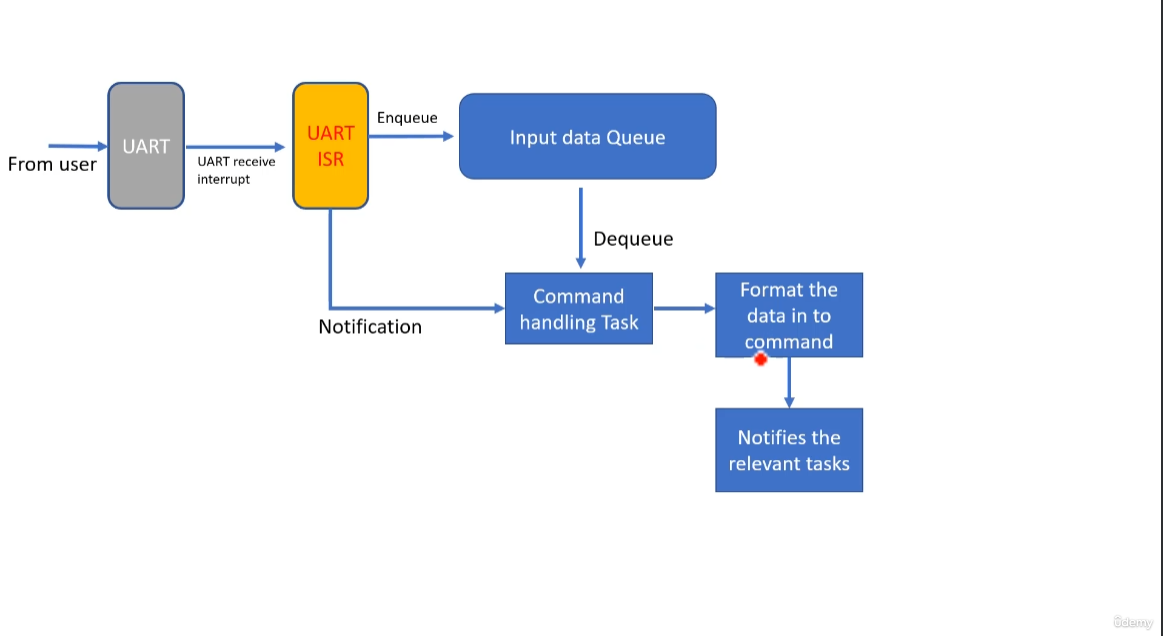 From user
UART
UART receive
interrupt
UART
ISR
Enqueue
Input data Queue
Dequeue
Notification
Command
handling Task
Format the
data in to
command
Notifies the
relevant tasks
ûdemy